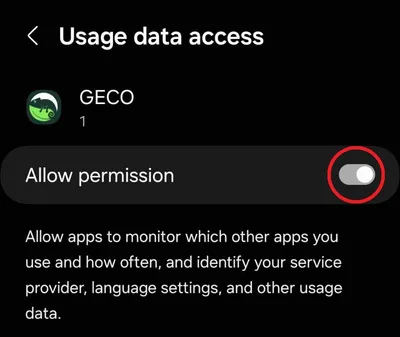 Usage data access
GECO
1
Allow permission
Allow apps to monitor which other apps you
use and how often, and identify your service
provider, language settings, and other usage
data.